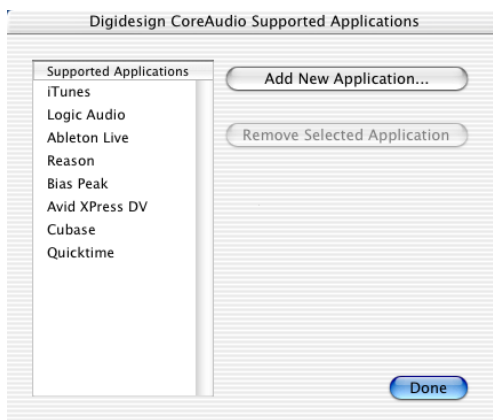 Digidesign CoreAudio Supported Applications
Supported Applications
iTunes
Logic Audio
Ableton Live
Reason
Bias Peak
Avid XPress DV
Cubase
Quicktime
Add New Application...
Remove Selected Application
Done